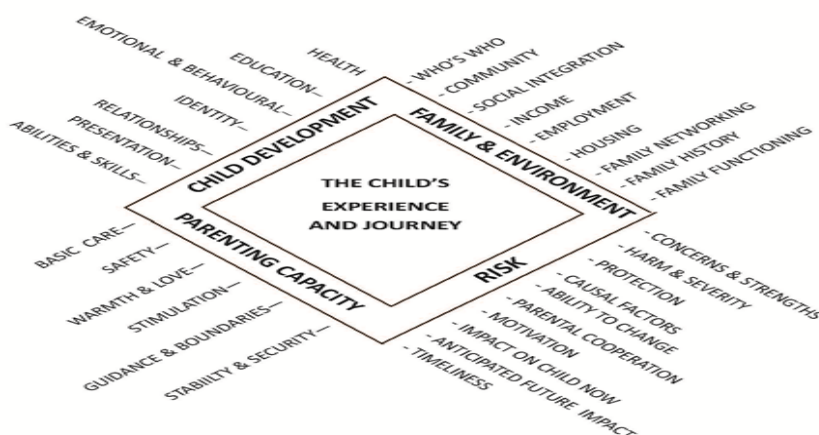 HEALTH
EDUCATION–
EMOTIONAL & BEHAVIOURAL–
IDENTITY–
RELATIONSHIPS–
PRESENTATION–
ABILITIES & SKILLS–
CHILD DEVELOPMENT
- WHO'S WHO
- COMMUNITY
- SOCIAL INTEGRATION
- INCOME
- EMPLOYMENT
- HOUSING
- FAMILY NETWORKING
- FAMILY HISTORY
- FAMILY FUNCTIONING
FAMILY & ENVIRONMENT
THE CHILD'S
EXPERIENCE
AND JOURNEY
PARENTING CAPACITY
BASIC CARE–
SAFETY–
WARMTH & LOVE–
STIMULATION–
GUIDANCE & BOUNDARIES–
STABIILTY & SECURITY–
RISK
- CONCERNS & STRENGTHS
- HARM & SEVERITY
- PROTECTION
- CAUSAL FACTORS
- ABILITY TO CHANGE
- PARENTAL COOPERATION
- MOTIVATION
- IMPACT ON CHILD NOW
- ANTICIPATED FUTURE IMPACT
- TIMELINESS